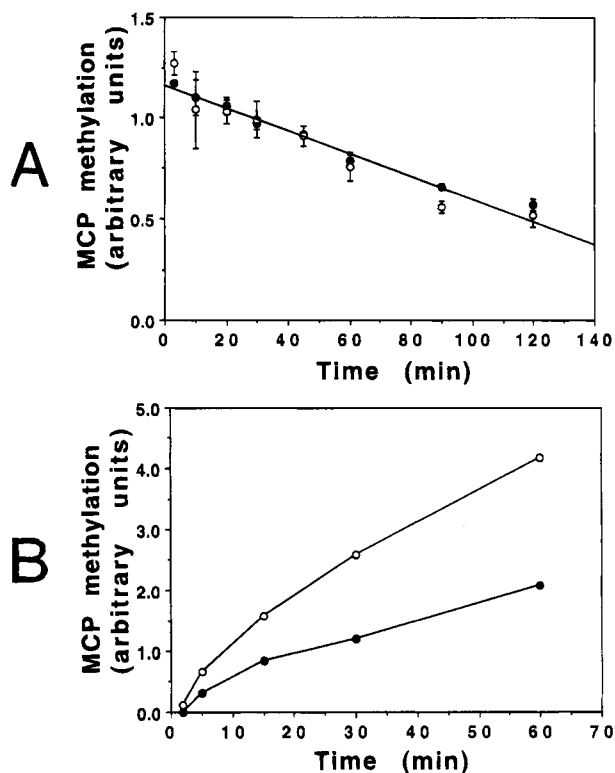 A
MCP methylation
(arbitrary units)
1.5
1.0
0.5
0.0
0 20 40 60 80 100 120 140
Time (min)
B
MCP methylation
(arbitrary units)
5.0
4.0
3.0
2.0
1.0
0.0
0 10 20 30 40 50 60 70
Time (min)